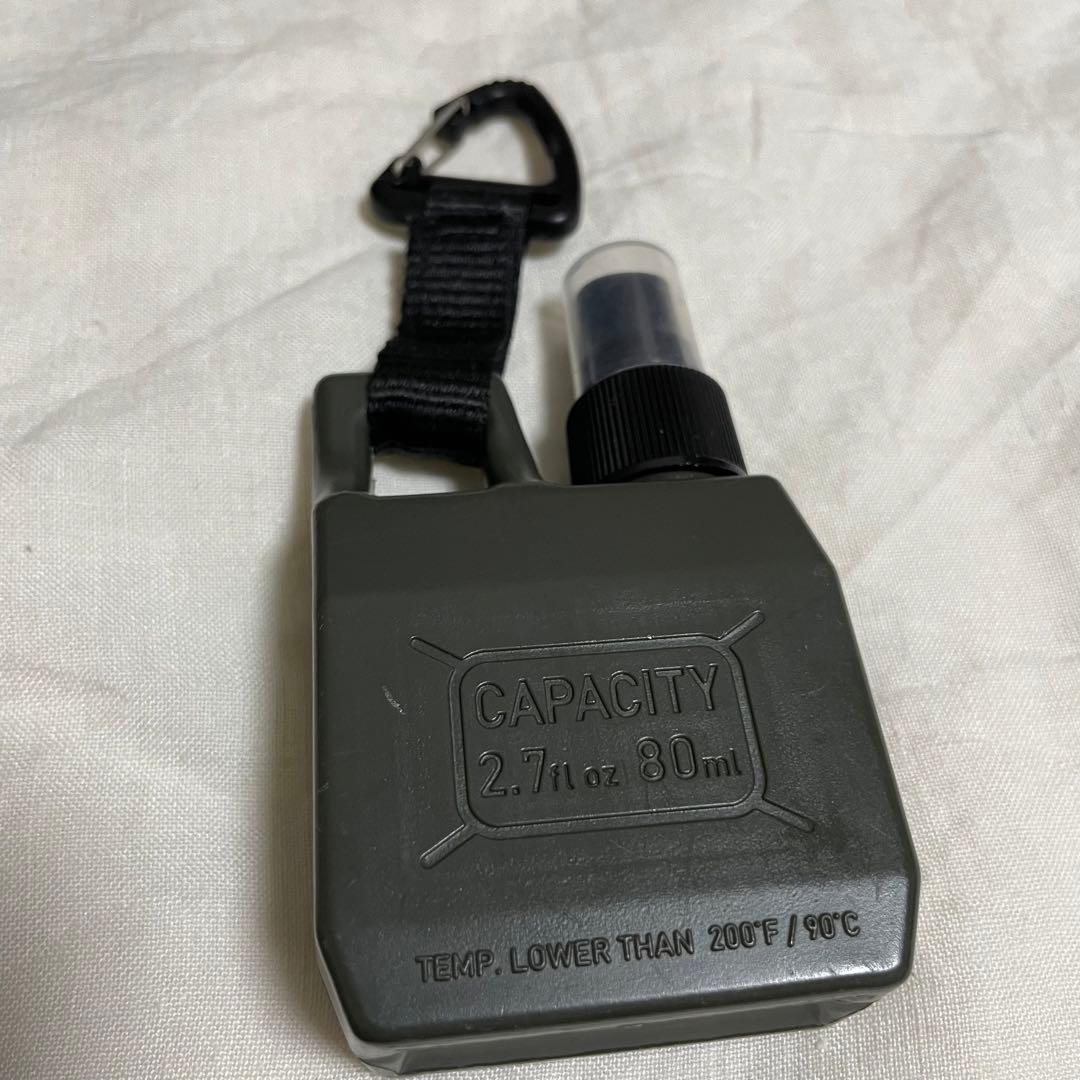 CAPACITY
2.7fl oz 80ml
TEMP. LOWER THAN 200°F / 90°C